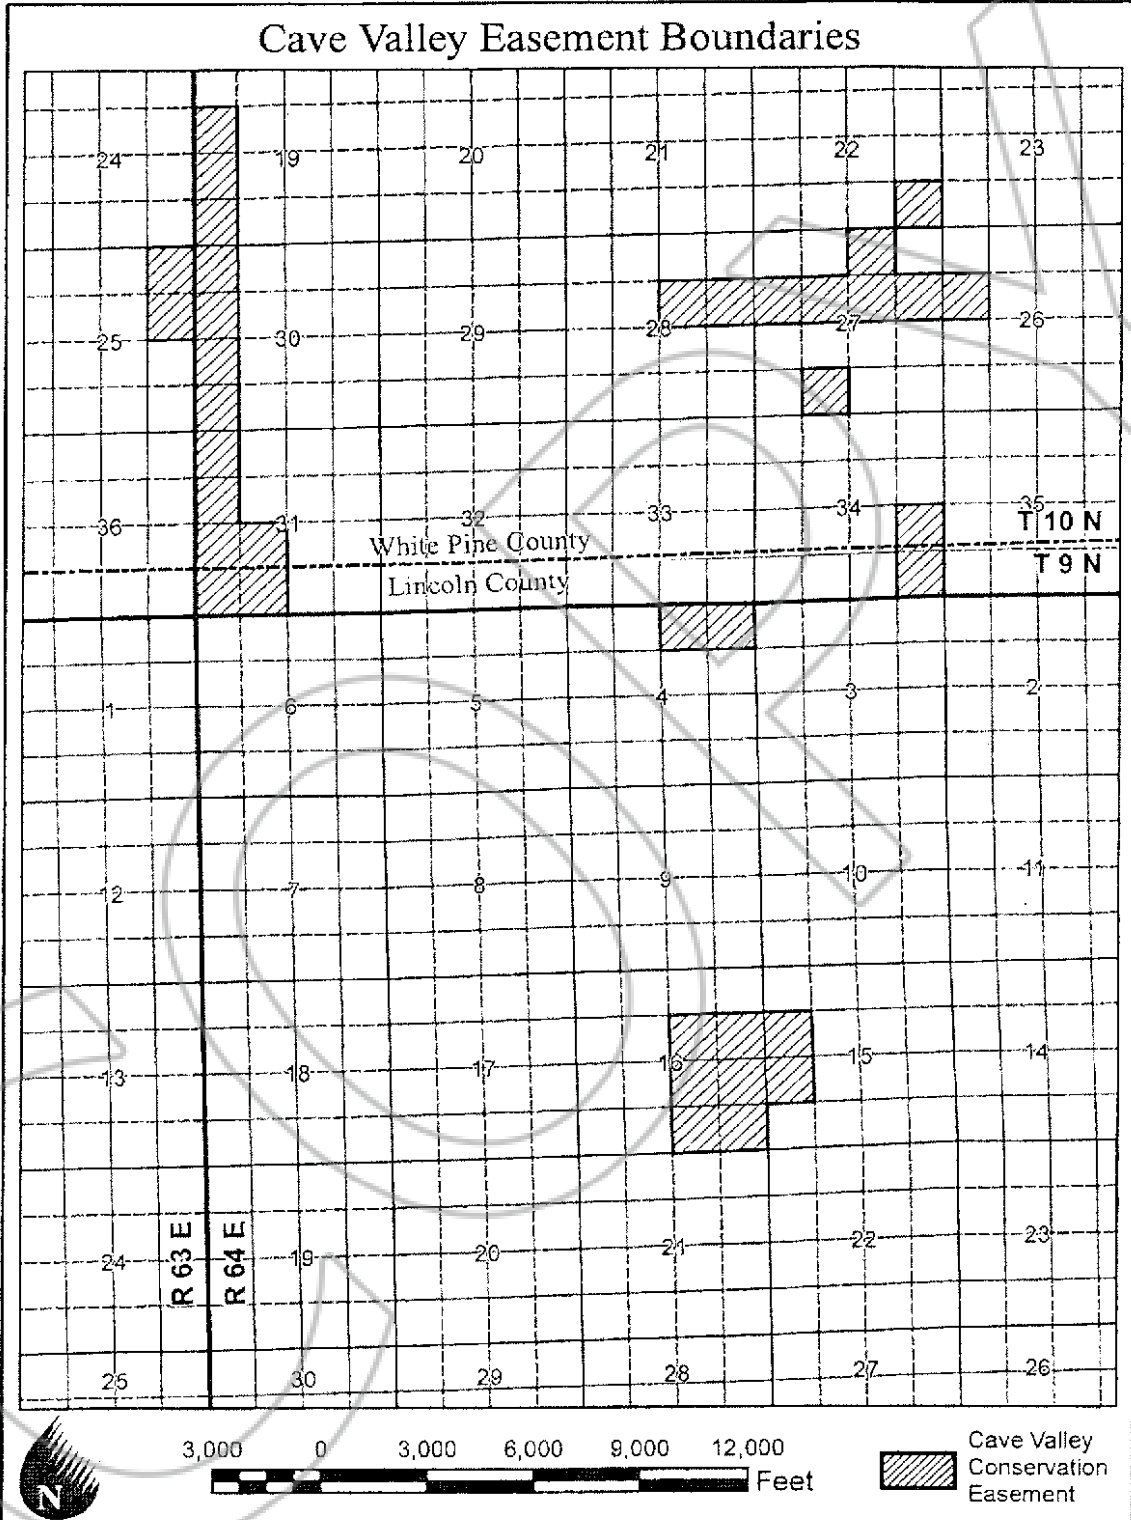 Cave Valley Easement Boundaries
24 19 20 21 22 23
25 30 29 28 27 26
36 31 32 33 34 35
T 10 N
White Pine County
Lincoln County
T 9 N
1 6 5 4 3 2
12 7 8 9 10 11
13 18 17 16 15 14
R 63 E
R 64 E
24 19 20 21 22 23
25 30 29 28 27 26
3,000 0 3,000 6,000 9,000 12,000
Feet
N
Cave Valley
Conservation
Easement